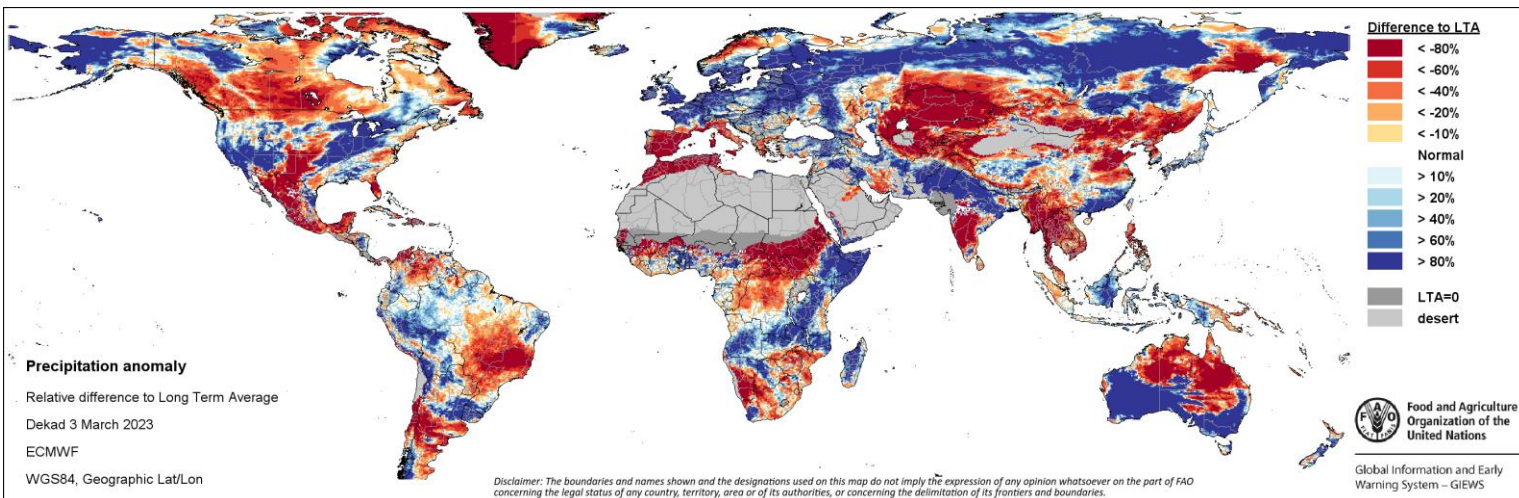 Difference to LTA
< -80%
< -60%
< -40%
< -20%
< -10%
Normal
> 10%
> 20%
> 40%
> 60%
> 80%
LTA=0
desert
Precipitation anomaly
Relative difference to Long Term Average
Dekad 3 March 2023
ECMWF
WGS84, Geographic Lat/Lon
Disclaimer: The boundaries and names shown and the designations used on this map do not imply the expression of any opinion whatsoever on the part of FAO
concerning the legal status of any country, territory, area or of its authorities, or concerning the delimitation of its frontiers and boundaries.
F A O
FIAT PANIS
Food and Agriculture
Organization of the
United Nations
Global Information and Early
Warning System – GIEWS